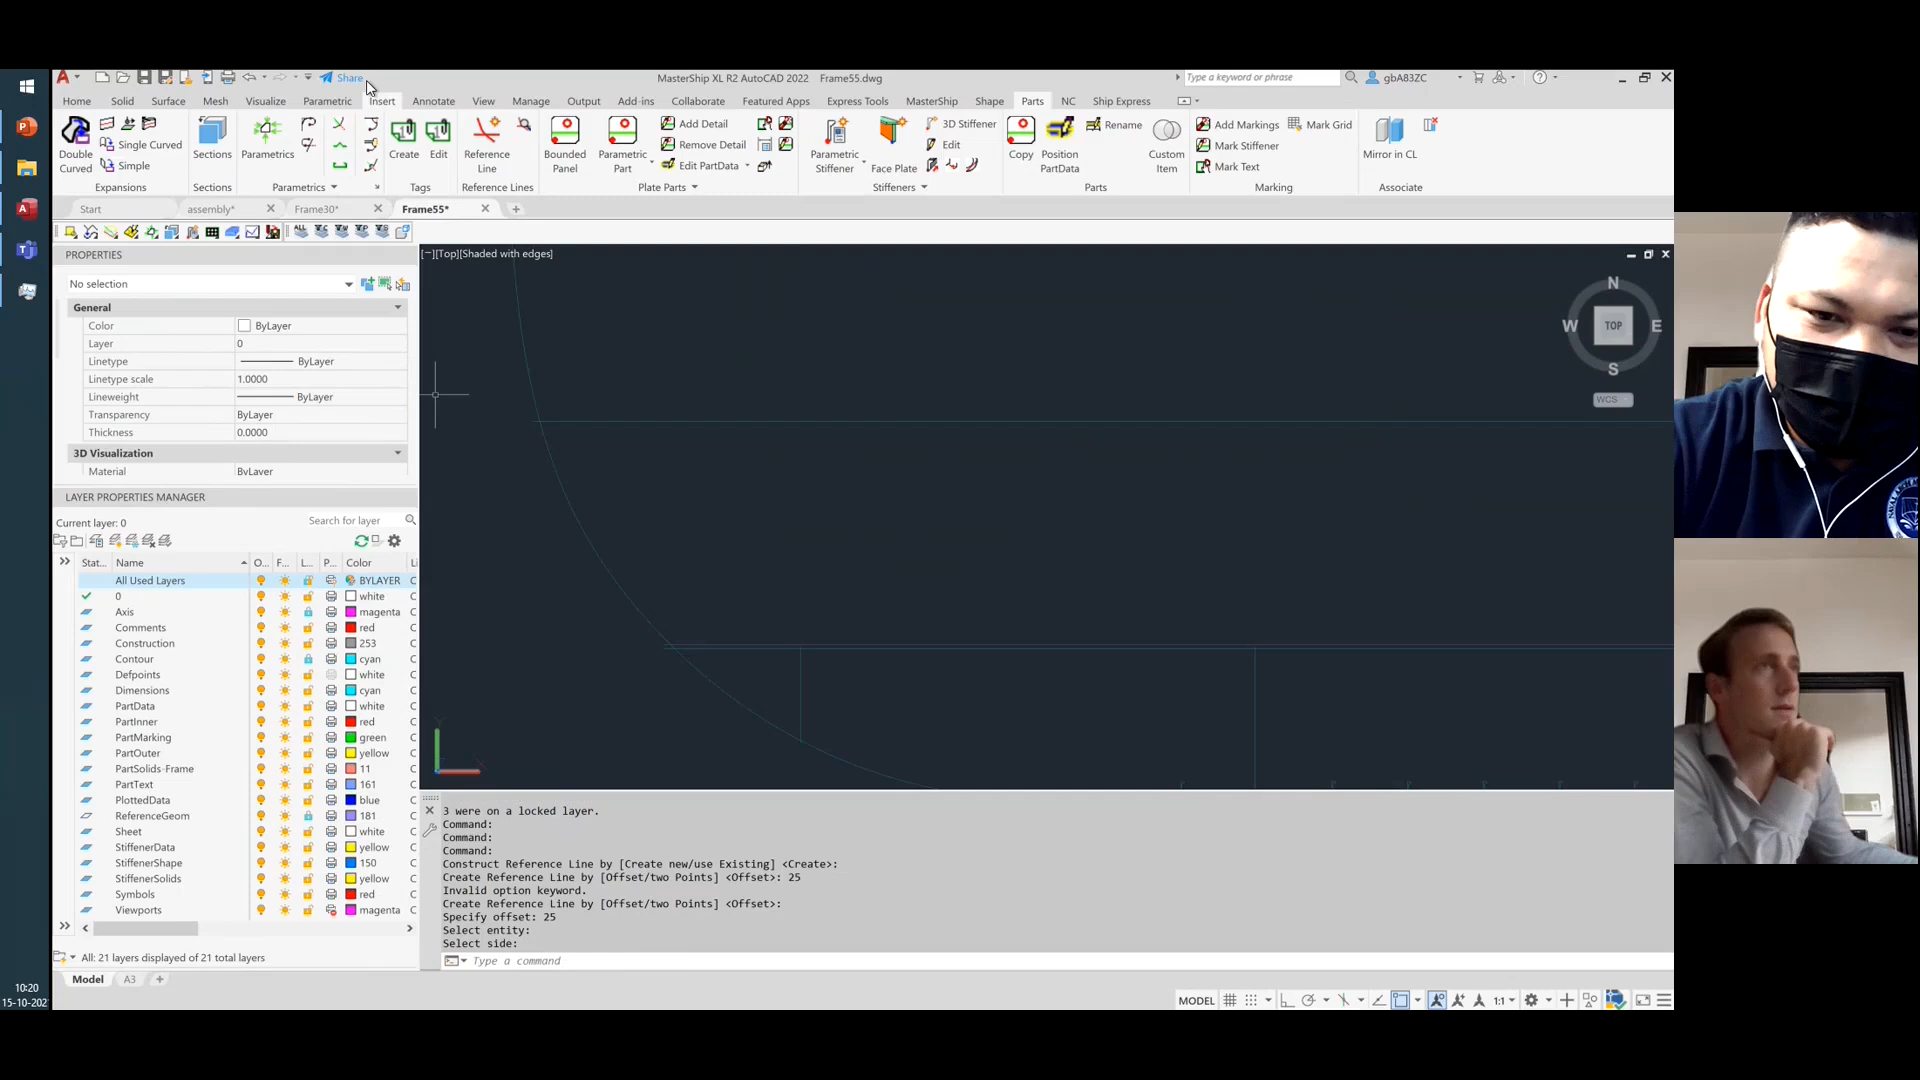 Share
MasterShip XL R2 AutoCAD 2022 Frame55.dwg
Type a keyword or phrase
gbA83ZC
Home Solid Surface Mesh Visualize Parametric Insert Annotate View Manage Output Add-ins Collaborate Featured Apps Express Tools MasterShip Shape Parts NC Ship Express
Double Curved
Single Curved
Simple
Expansions
Sections
Sections
Parametrics
Parametrics
Create
Edit
Tags
Reference Line
Reference Lines
Bounded Panel
Parametric Part
Add Detail
Remove Detail
Edit PartData
Plate Parts
Parametric Stiffener
Face Plate
3D Stiffener
Edit
Stiffeners
Copy
Position PartData
Rename
Custom Item
Parts
Add Markings
Mark Grid
Mark Stiffener
Mark Text
Marking
Mirror in CL
Associate
Start assembly* Frame30* Frame55*
PROPERTIES
No selection
General
Color ByLayer
Layer 0
Linetype ByLayer
Linetype scale 1.0000
Lineweight ByLayer
Transparency ByLayer
Thickness 0.0000
3D Visualization
Material ByLayer
LAYER PROPERTIES MANAGER
Current layer: 0
Search for layer
Stat... Name O... F... L... P... Color Li
All Used Layers BYLAYER C
0 white C
Axis magenta C
Comments red C
Construction 253 C
Contour cyan C
Defpoints white C
Dimensions cyan C
PartData white C
PartInner red C
PartMarking green C
PartOuter yellow C
PartSolids-Frame 11 C
PartText 161 C
PlottedData blue C
ReferenceGeom 181 C
Sheet white C
StiffenerData yellow C
StiffenerShape 150 C
StiffenerSolids yellow C
Symbols red C
Viewports magenta C
All: 21 layers displayed of 21 total layers
Model A3
[−][Top][Shaded with edges]
N
W TOP E
S
WCS
Y
X
3 were on a locked layer.
Command:
Command:
Command:
Construct Reference Line by [Create new/use Existing] <Create>:
Create Reference Line by [Offset/two Points] <Offset>: 25
Invalid option keyword.
Create Reference Line by [Offset/two Points] <Offset>:
Specify offset: 25
Select entity:
Select side:
Type a command
MODEL
1:1
10:20
15-10-202